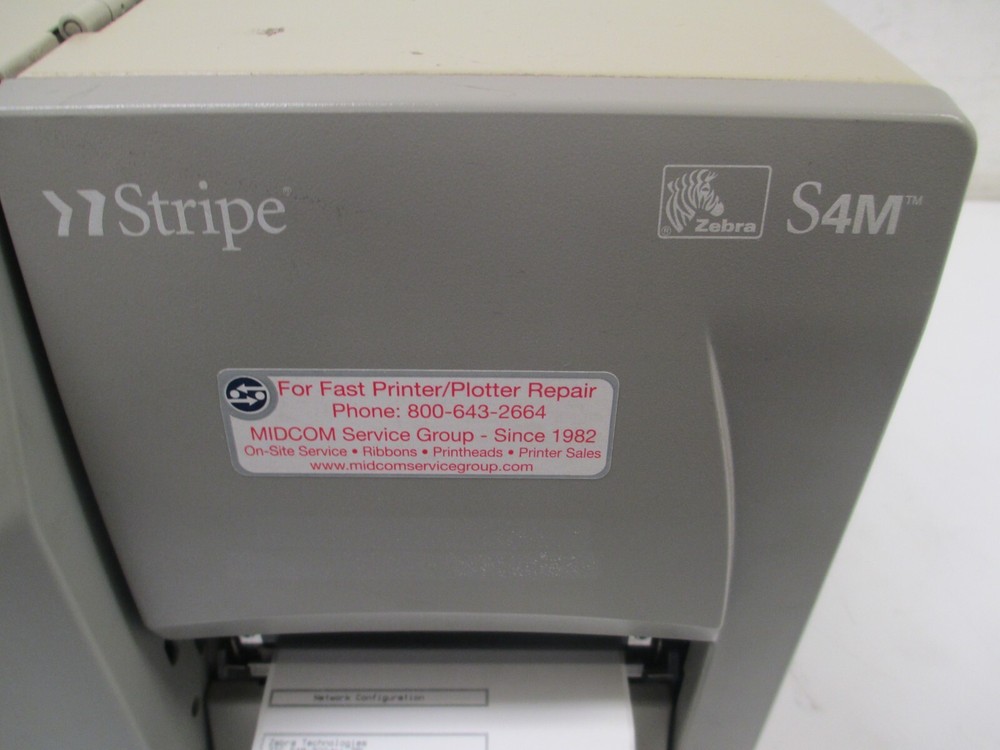 Stripe®
Zebra®
S4M™
For Fast Printer/Plotter Repair
Phone: 800-643-2664
MIDCOM Service Group - Since 1982
On-Site Service • Ribbons • Printheads • Printer Sales
www.midcomservicegroup.com
Network Configuration
Zebra Technologies